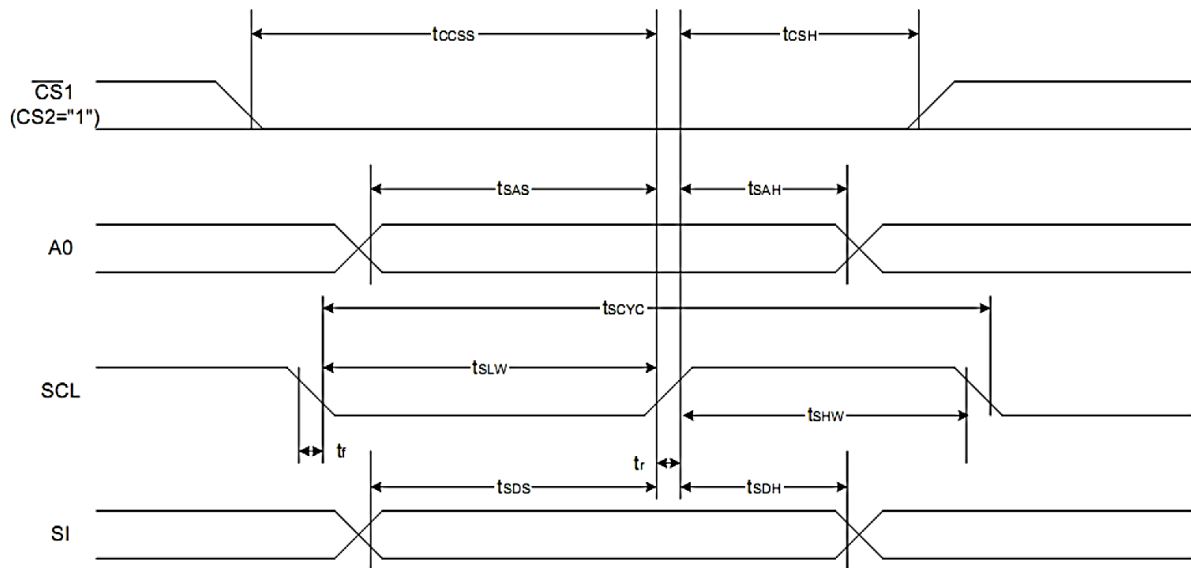 tCCSS
tCSH
CS1
(CS2="1")
tSAS
tSAH
A0
tSCYC
tSLW
SCL
tSHW
tf
tr
tSDS
tSDH
SI